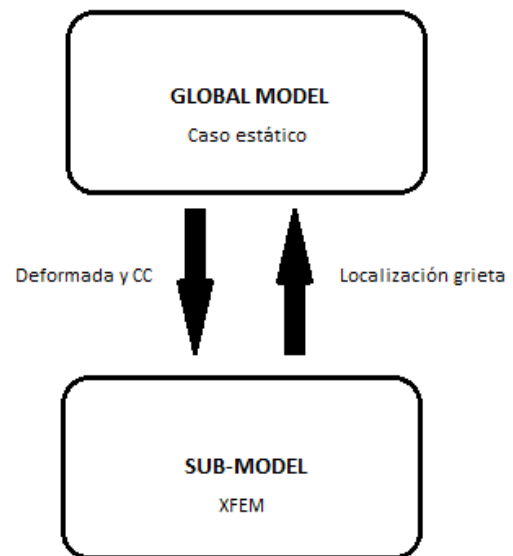 GLOBAL MODEL
Caso estático
Deformada y CC
Localización grieta
SUB-MODEL
XFEM